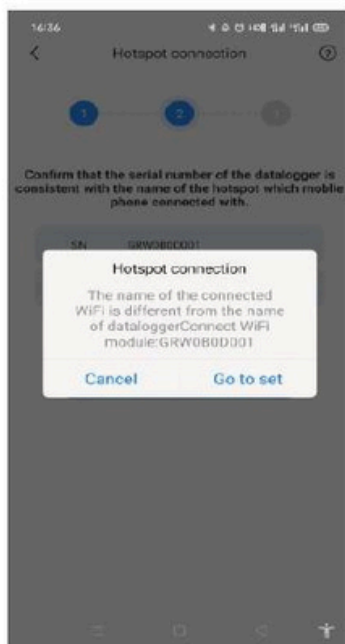 16:36
Hotspot connection
1
2
Confirm that the serial number of the datalogger is
consistent with the name of the hotspot which moblie
phone connected with.
SN GRW0B0D001
Hotspot connection
The name of the connected
WiFi is different from the name
of dataloggerConnect WiFi
module:GRW0B0D001
Cancel
Go to set